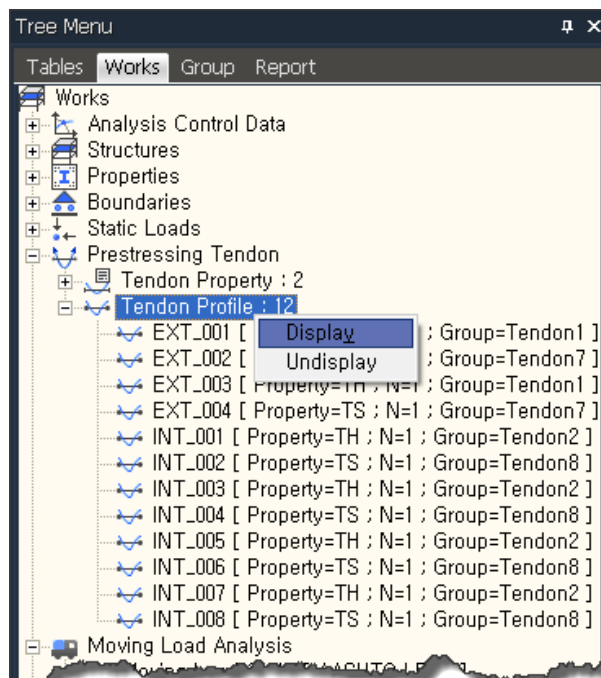 Tree Menu
Tables Works Group Report
Works
Analysis Control Data
Structures
Properties
Boundaries
Static Loads
Prestressing Tendon
Tendon Property : 2
Tendon Profile : 12
EXT_001 [ Display ; Group=Tendon1 ]
EXT_002 [ Undisplay ; Group=Tendon7 ]
EXT_003 [ Property=TH ; N=1 ; Group=Tendon1 ]
EXT_004 [ Property=TS ; N=1 ; Group=Tendon7 ]
INT_001 [ Property=TH ; N=1 ; Group=Tendon2 ]
INT_002 [ Property=TS ; N=1 ; Group=Tendon8 ]
INT_003 [ Property=TH ; N=1 ; Group=Tendon2 ]
INT_004 [ Property=TS ; N=1 ; Group=Tendon8 ]
INT_005 [ Property=TH ; N=1 ; Group=Tendon2 ]
INT_006 [ Property=TS ; N=1 ; Group=Tendon8 ]
INT_007 [ Property=TH ; N=1 ; Group=Tendon2 ]
INT_008 [ Property=TS ; N=1 ; Group=Tendon8 ]
Moving Load Analysis